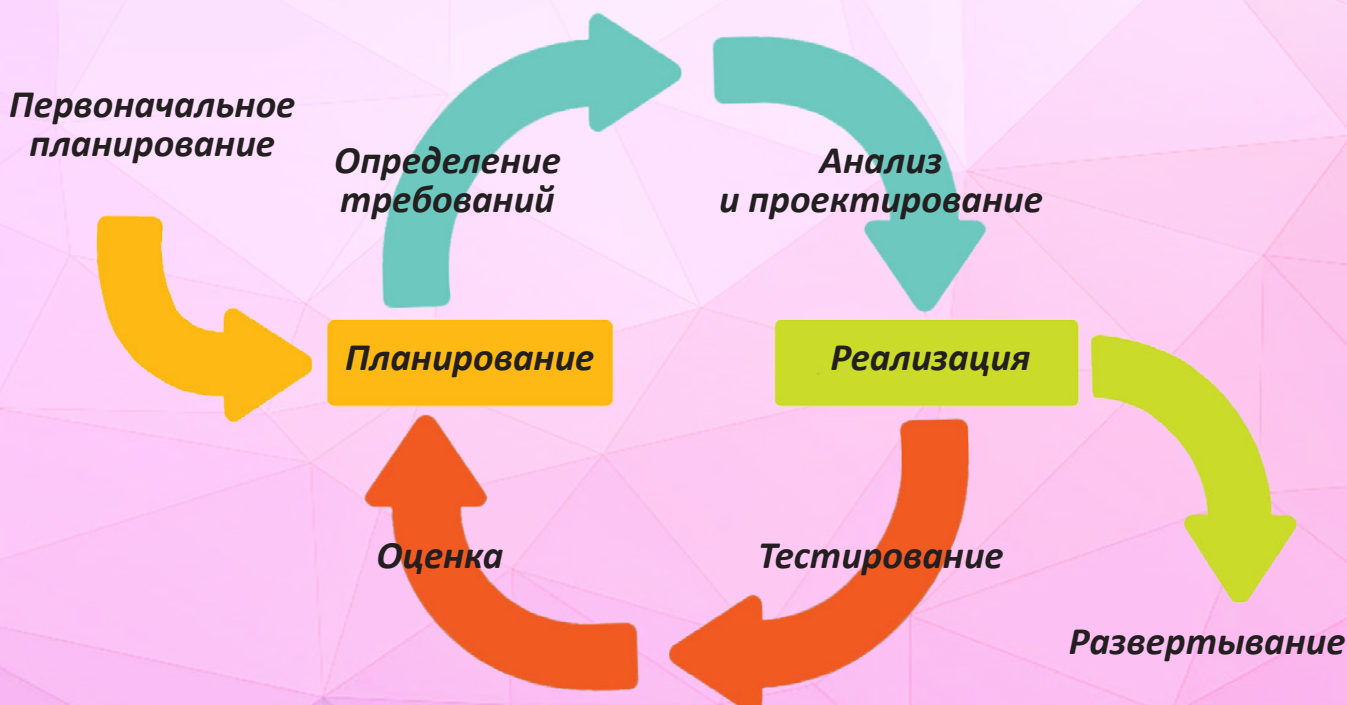 Первоначальное
планирование
Определение
требований
Анализ
и проектирование
Планирование
Реализация
Оценка
Тестирование
Развертывание